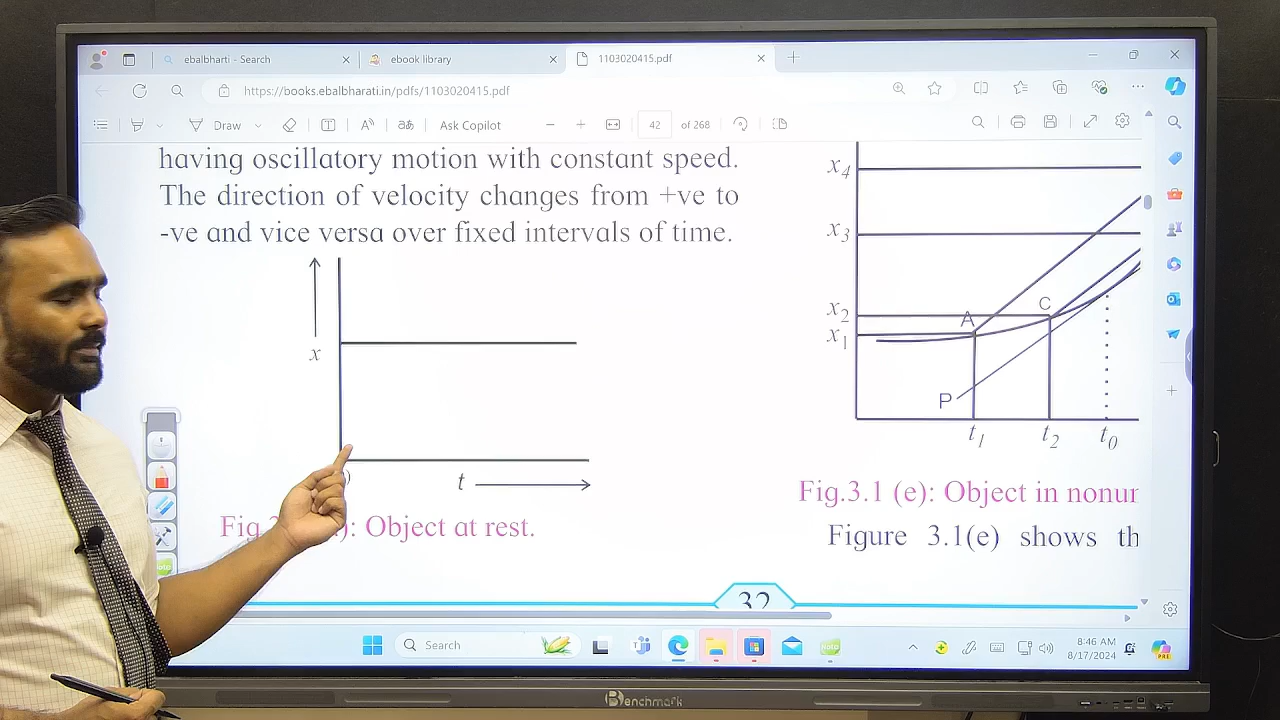 ebalbharti - Search
Ebook library
1103020415.pdf
https://books.ebalbharati.in/pdfs/1103020415.pdf
Draw
Ask Copilot
42
of 268
having oscillatory motion with constant speed.
The direction of velocity changes from +ve to
-ve and vice versa over fixed intervals of time.
x
t
Object at rest.
x4
x3
x2
x1
A
C
P
t1
t2
t0
Fig.3.1 (e): Object in nonur
Figure 3.1(e) shows th
32
Search
8:46 AM
8/17/2024
PRE
Benchmark